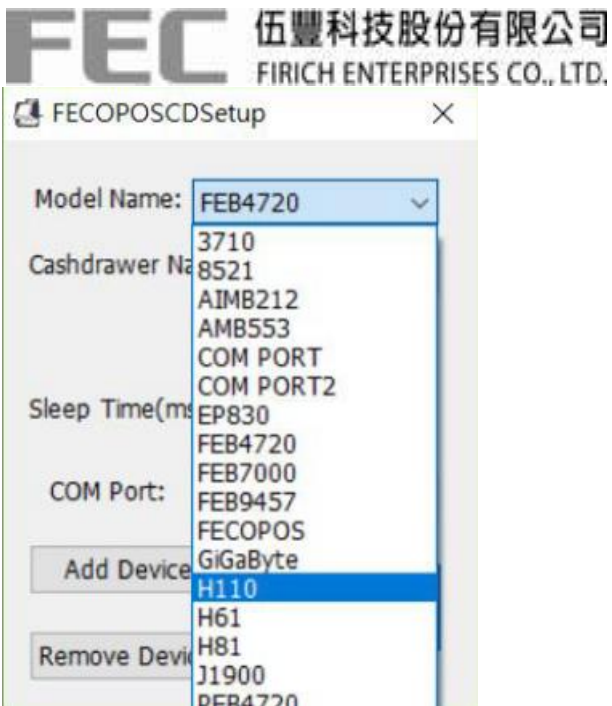 FEC 伍豐科技股份有限公司
FIRICH ENTERPRISES CO., LTD.
FECOPOSCDSetup
Model Name: FEB4720
3710
Cashdrawer Na 8521
AIMB212
AMB553
COM PORT
COM PORT2
Sleep Time(ms EP830
FEB4720
FEB7000
COM Port: FEB9457
FECOPOS
Add Device GiGaByte
H110
H61
Remove Devic H81
J1900
PEB4720